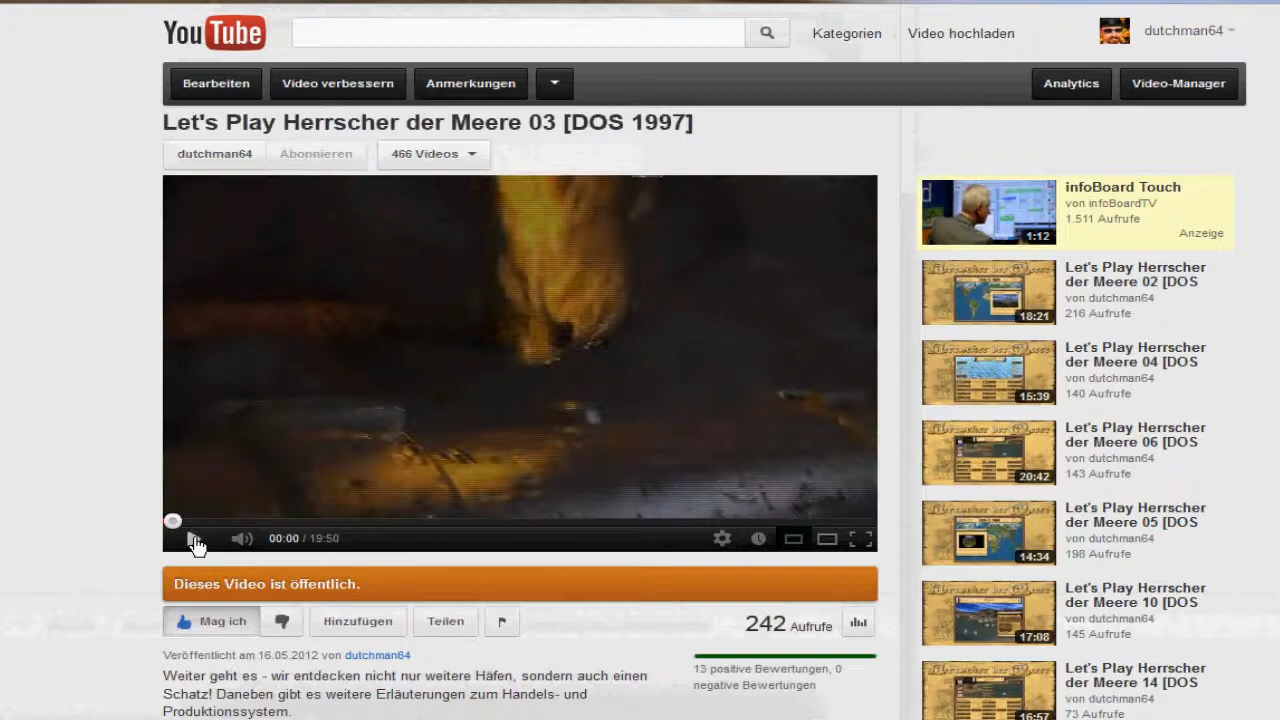 YouTube
Kategorien
Video hochladen
dutchman64
Bearbeiten
Video verbessern
Anmerkungen
Analytics
Video-Manager
Let's Play Herrscher der Meere 03 [DOS 1997]
dutchman64
Abonnieren
466 Videos
00:00 / 19:50
Dieses Video ist öffentlich.
Mag ich
Hinzufügen
Teilen
242 Aufrufe
Veröffentlicht am 16.05.2012 von dutchman64
Weiter geht es - wir entdecken nicht nur weitere Häfen, sondern auch einen
Schatz! Daneben gibt es weitere Erläuterungen zum Handels- und
Produktionssystem.
13 positive Bewertungen, 0
negative Bewertungen
1:12
infoBoard Touch
von infoBoardTV
1.511 Aufrufe
Anzeige
18:21
Let's Play Herrscher
der Meere 02 [DOS
von dutchman64
216 Aufrufe
15:39
Let's Play Herrscher
der Meere 04 [DOS
von dutchman64
140 Aufrufe
20:42
Let's Play Herrscher
der Meere 06 [DOS
von dutchman64
143 Aufrufe
14:34
Let's Play Herrscher
der Meere 05 [DOS
von dutchman64
198 Aufrufe
17:08
Let's Play Herrscher
der Meere 10 [DOS
von dutchman64
145 Aufrufe
16:57
Let's Play Herrscher
der Meere 14 [DOS
von dutchman64
73 Aufrufe